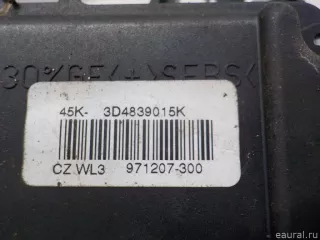 30%GF<+>SEBS<
45K- 3D4839015K
CZ.WL3 971207-300
© eaural.ru